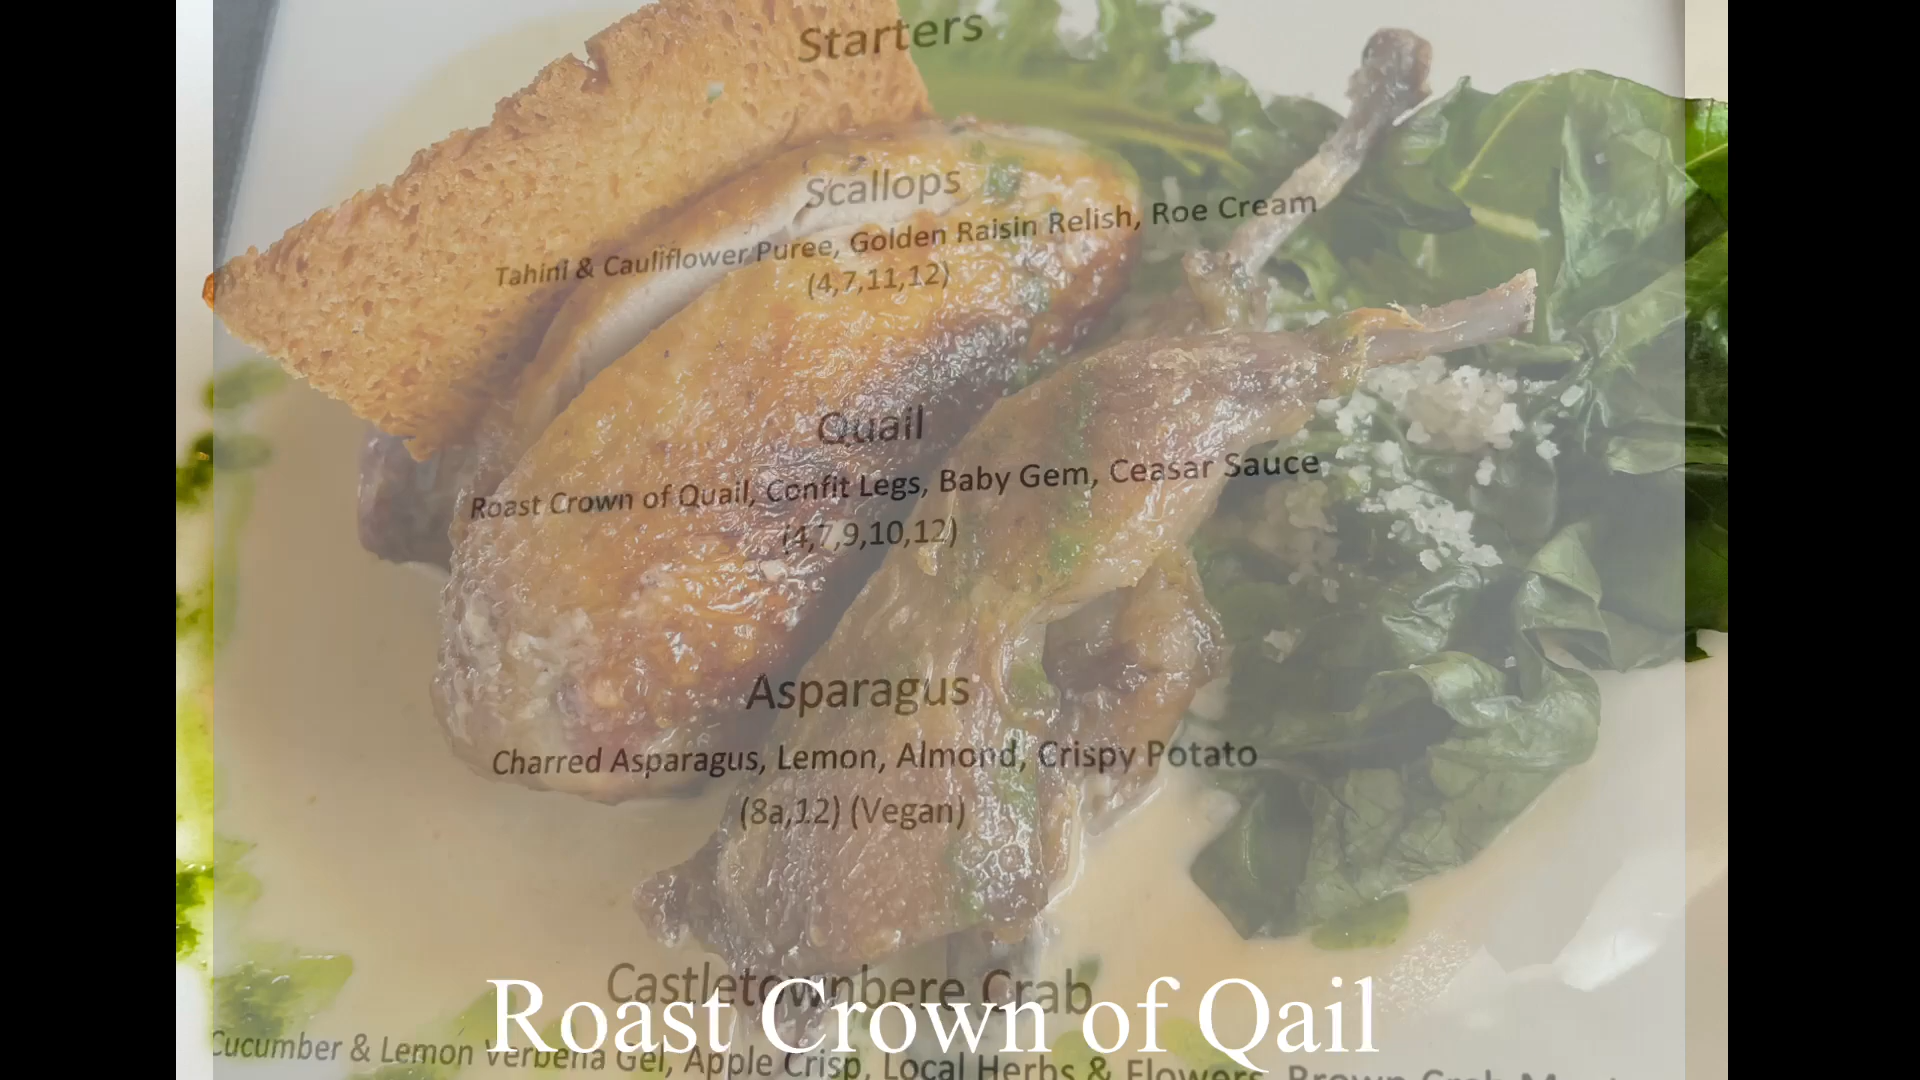 Starters
Scallops
Tahini & Cauliflower Puree, Golden Raisin Relish, Roe Cream
(4,7,11,12)
Quail
Roast Crown of Quail, Confit Legs, Baby Gem, Ceasar Sauce
(4,7,9,10,12)
Asparagus
Charred Asparagus, Lemon, Almond, Crispy Potato
(8a,12) (Vegan)
Castletownbere Crab
Roast Crown of Qail
Cucumber & Lemon Verbena Gel, Apple Crisp, Local Herbs & Flowers, Brown Crab